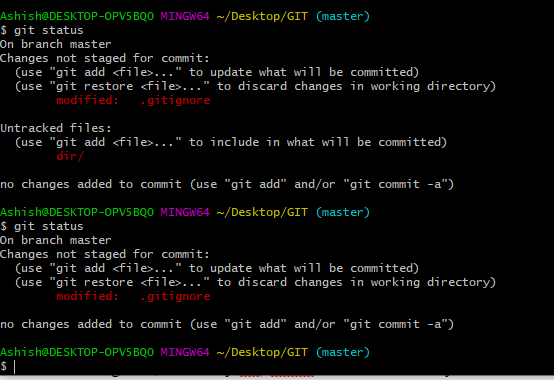 Ashish@DESKTOP-OPV5BQO MINGW64 ~/Desktop/GIT (master)
$ git status
On branch master
Changes not staged for commit:
  (use "git add <file>..." to update what will be committed)
  (use "git restore <file>..." to discard changes in working directory)
        modified:   .gitignore

Untracked files:
  (use "git add <file>..." to include in what will be committed)
        dir/

no changes added to commit (use "git add" and/or "git commit -a")

Ashish@DESKTOP-OPV5BQO MINGW64 ~/Desktop/GIT (master)
$ git status
On branch master
Changes not staged for commit:
  (use "git add <file>..." to update what will be committed)
  (use "git restore <file>..." to discard changes in working directory)
        modified:   .gitignore

no changes added to commit (use "git add" and/or "git commit -a")

Ashish@DESKTOP-OPV5BQO MINGW64 ~/Desktop/GIT (master)
$